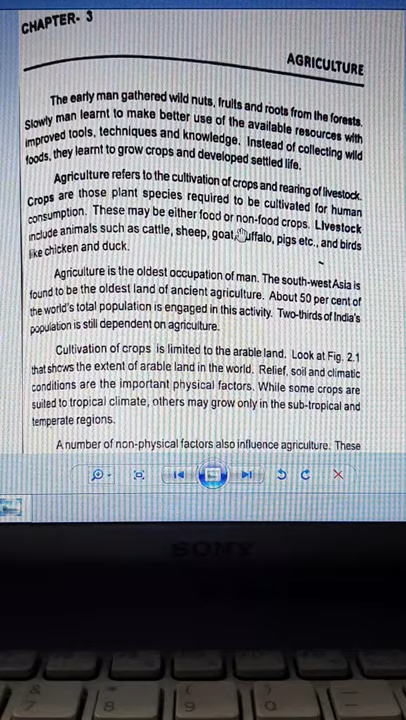 CHAPTER- 3
AGRICULTURE
The early man gathered wild nuts, fruits and roots from the forests.
Slowly man learnt to make better use of the available resources with
improved tools, techniques and knowledge. Instead of collecting wild
foods, they learnt to grow crops and developed settled life.
Agriculture refers to the cultivation of crops and rearing of livestock.
Crops are those plant species required to be cultivated for human
consumption. These may be either food or non-food crops. Livestock
include animals such as cattle, sheep, goat, buffalo, pigs etc., and birds
like chicken and duck.
Agriculture is the oldest occupation of man. The south-west Asia is
found to be the oldest land of ancient agriculture. About 50 per cent of
the world's total population is engaged in this activity. Two-thirds of India's
population is still dependent on agriculture.
Cultivation of crops is limited to the arable land. Look at Fig. 2.1
that shows the extent of arable land in the world. Relief, soil and climatic
conditions are the important physical factors. While some crops are
suited to tropical climate, others may grow only in the sub-tropical and
temperate regions.
A number of non-physical factors also influence agriculture. These
SONY
& * ( ) —
7 8 9 0